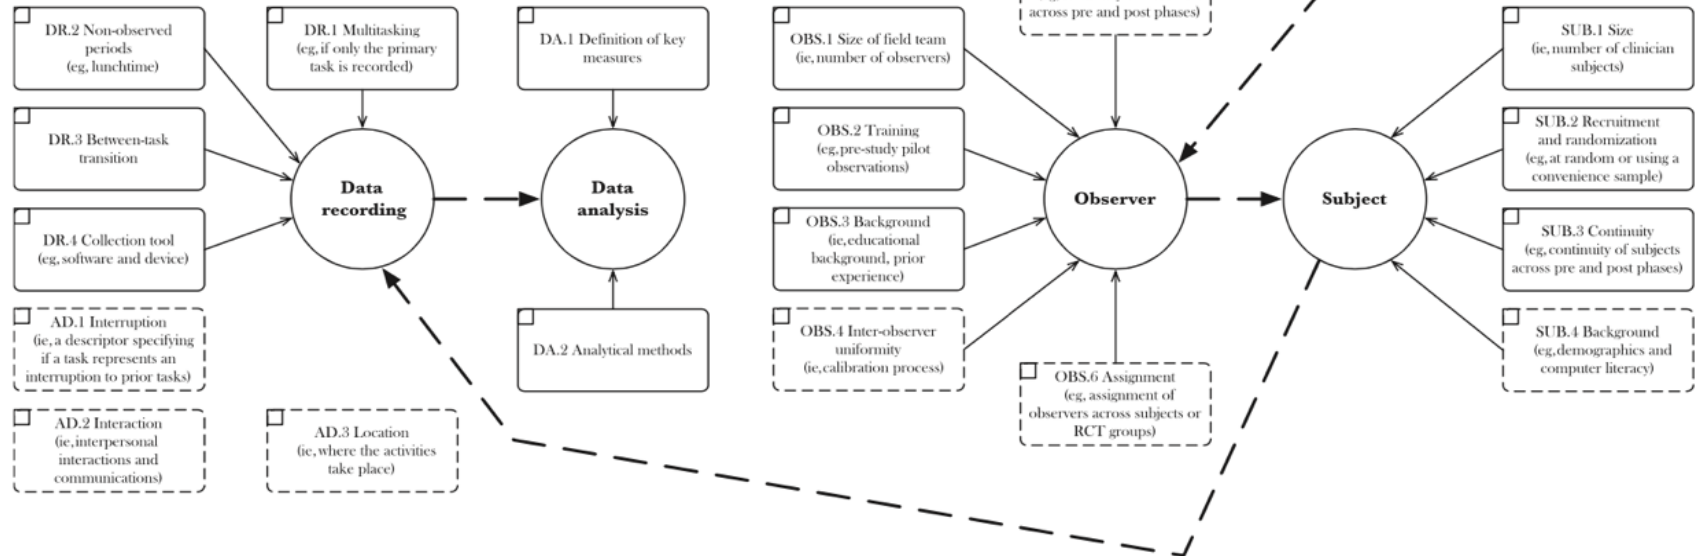 DR.2 Non-observed
periods
(eg, lunchtime)
DR.1 Multitasking
(eg, if only the primary
task is recorded)
DA.1 Definition of key
measures
DR.3 Between-task
transition
Data
recording
Data
analysis
DR.4 Collection tool
(eg, software and device)
AD.1 Interruption
(ie, a descriptor specifying
if a task represents an
interruption to prior tasks)
DA.2 Analytical methods
AD.2 Interaction
(ie, interpersonal
interactions and
communications)
AD.3 Location
(ie, where the activities
take place)
across pre and post phases)
OBS.1 Size of field team
(ie, number of observers)
OBS.2 Training
(eg, pre-study pilot
observations)
OBS.3 Background
(ie, educational
background, prior
experience)
OBS.4 Inter-observer
uniformity
(ie, calibration process)
Observer
OBS.6 Assignment
(eg, assignment of
observers across subjects or
RCT groups)
Subject
SUB.1 Size
(ie, number of clinician
subjects)
SUB.2 Recruitment
and randomization
(eg, at random or using a
convenience sample)
SUB.3 Continuity
(eg, continuity of subjects
across pre and post phases)
SUB.4 Background
(eg, demographics and
computer literacy)